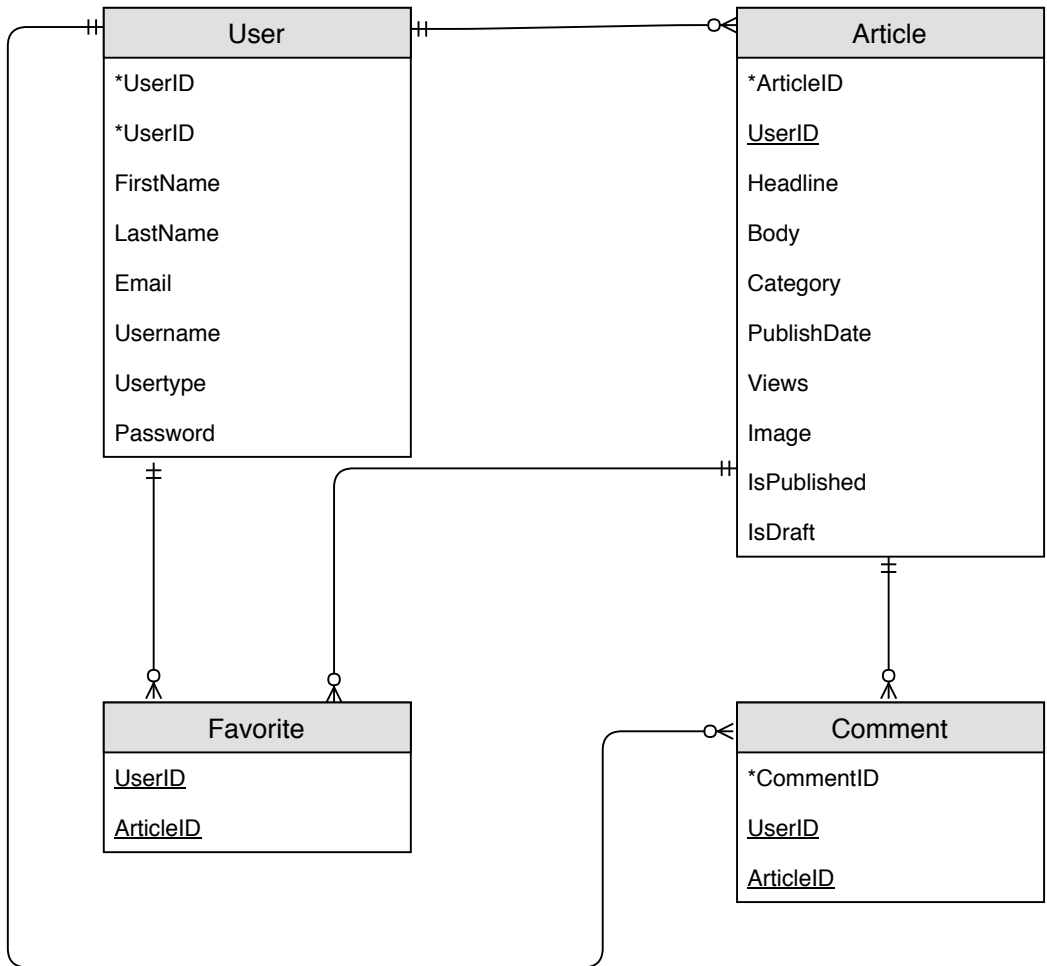 User
*UserID
*UserID
FirstName
LastName
Email
Username
Usertype
Password
Article
*ArticleID
UserID
Headline
Body
Category
PublishDate
Views
Image
IsPublished
IsDraft
Favorite
UserID
ArticleID
Comment
*CommentID
UserID
ArticleID